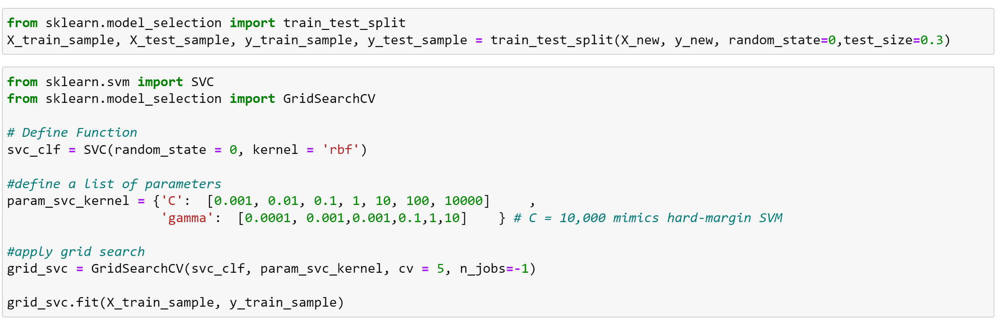 from sklearn.model_selection import train_test_split
X_train_sample, X_test_sample, y_train_sample, y_test_sample = train_test_split(X_new, y_new, random_state=0,test_size=0.3)
from sklearn.svm import SVC
from sklearn.model_selection import GridSearchCV
# Define Function
svc_clf = SVC(random_state = 0, kernel = 'rbf')
#define a list of parameters
param_svc_kernel = {'C':  [0.001, 0.01, 0.1, 1, 10, 100, 10000]     ,
                    'gamma':  [0.0001, 0.001,0.001,0.1,1,10]    } # C = 10,000 mimics hard-margin SVM
#apply grid search
grid_svc = GridSearchCV(svc_clf, param_svc_kernel, cv = 5, n_jobs=-1)
grid_svc.fit(X_train_sample, y_train_sample)